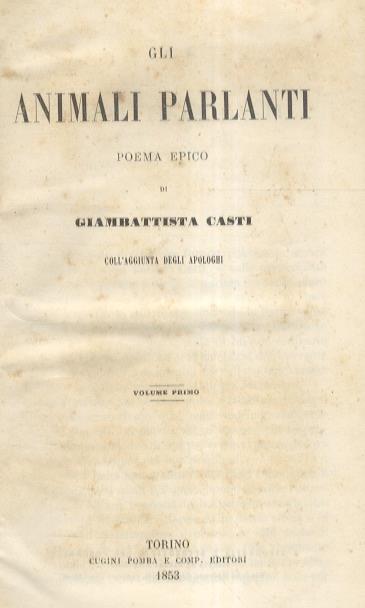 GLI
ANIMALI PARLANTI
POEMA EPICO
DI
GIAMBATTISTA CASTI
COLL'AGGIUNTA DEGLI APOLOGHI
VOLUME PRIMO
TORINO
CUGINI POMBA E COMP. EDITORI
1853